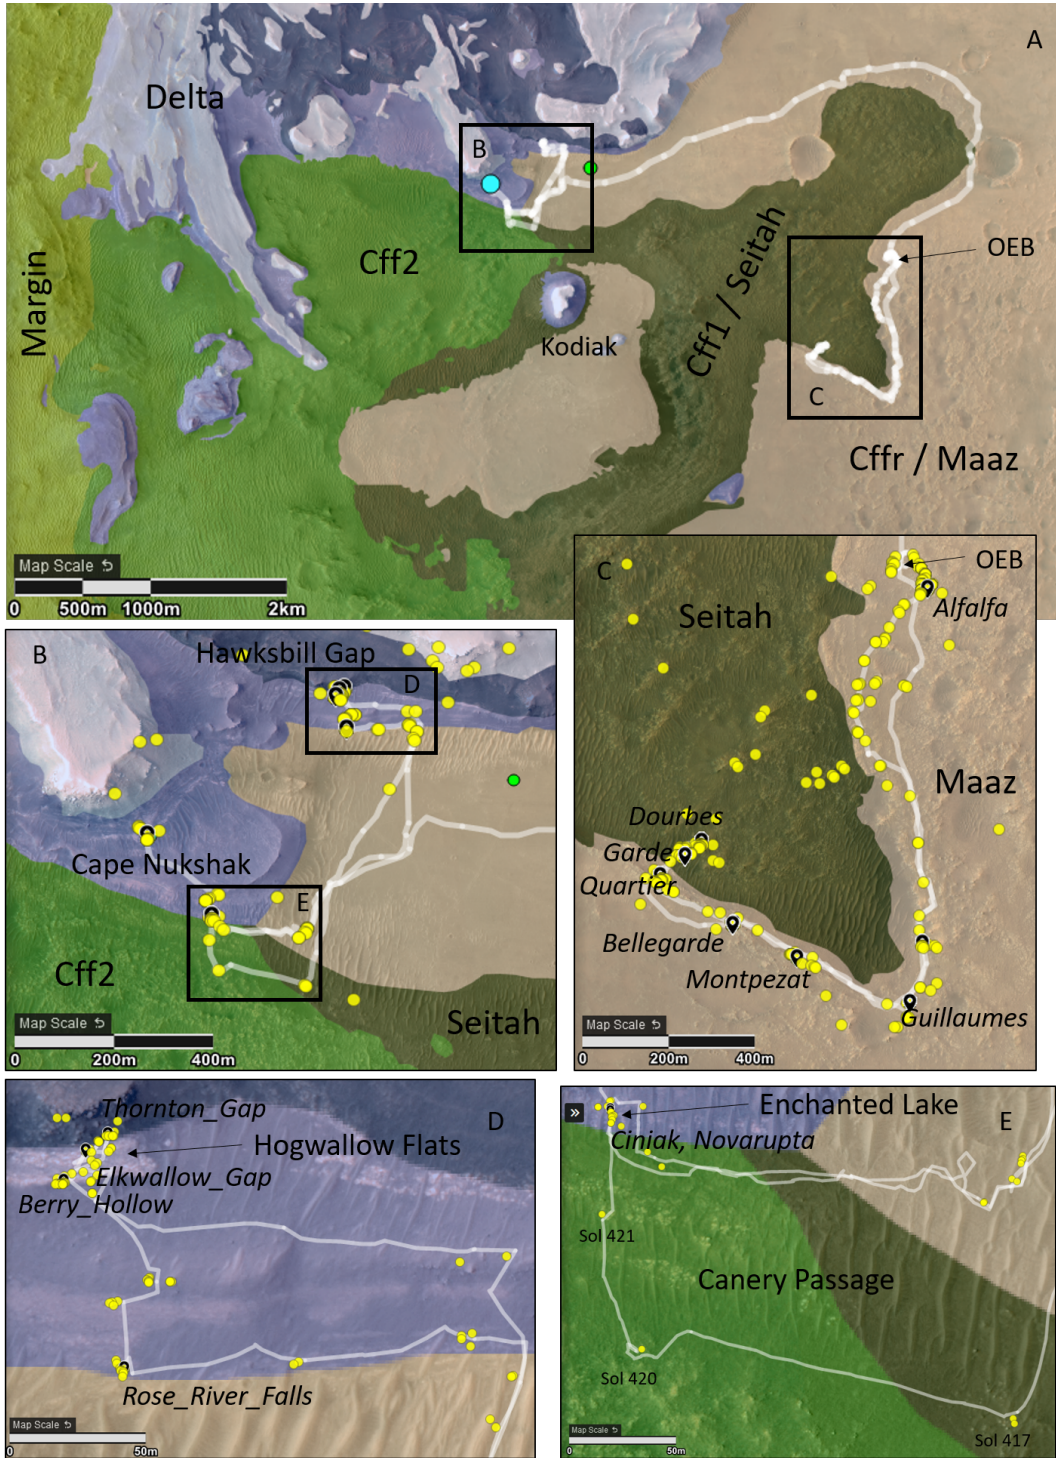 A
Delta
B
OEB
Cff2
Cff1 / Seitah
Margin
Kodiak
C
Cffr / Maaz
Map Scale
0 500m 1000m 2km
C
OEB
Seitah
Alfalfa
Maaz
Dourbes
Garde
Quartier
Bellegarde
Montpezat
Guillaumes
Map Scale
0 200m 400m
B
Hawksbill Gap
D
Cape Nukshak
E
Cff2
Seitah
Map Scale
0 200m 400m
Thornton_Gap
D
Hogwallow Flats
Elkwallow_Gap
Berry_Hollow
Rose_River_Falls
Map Scale
0 50m
»
Enchanted Lake
E
Ciniak, Novarupta
Sol 421
Canery Passage
Sol 420
Sol 417
Map Scale
0 50m